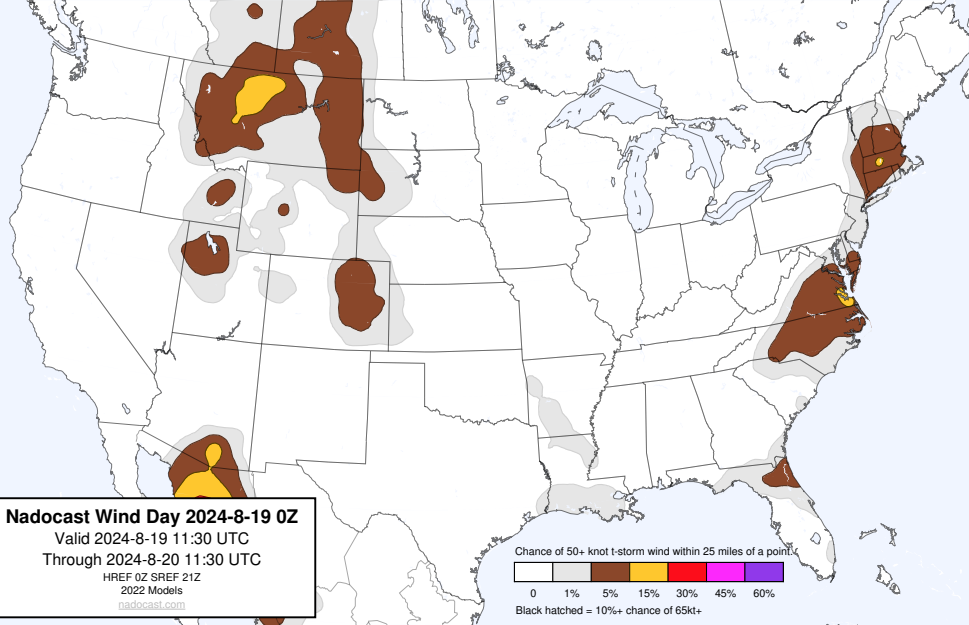 Nadocast Wind Day 2024-8-19 0Z
Valid 2024-8-19 11:30 UTC
Through 2024-8-20 11:30 UTC
HREF 0Z SREF 21Z
2022 Models
nadocast.com
Chance of 50+ knot t-storm wind within 25 miles of a point.
0 1% 5% 15% 30% 45% 60%
Black hatched = 10%+ chance of 65kt+